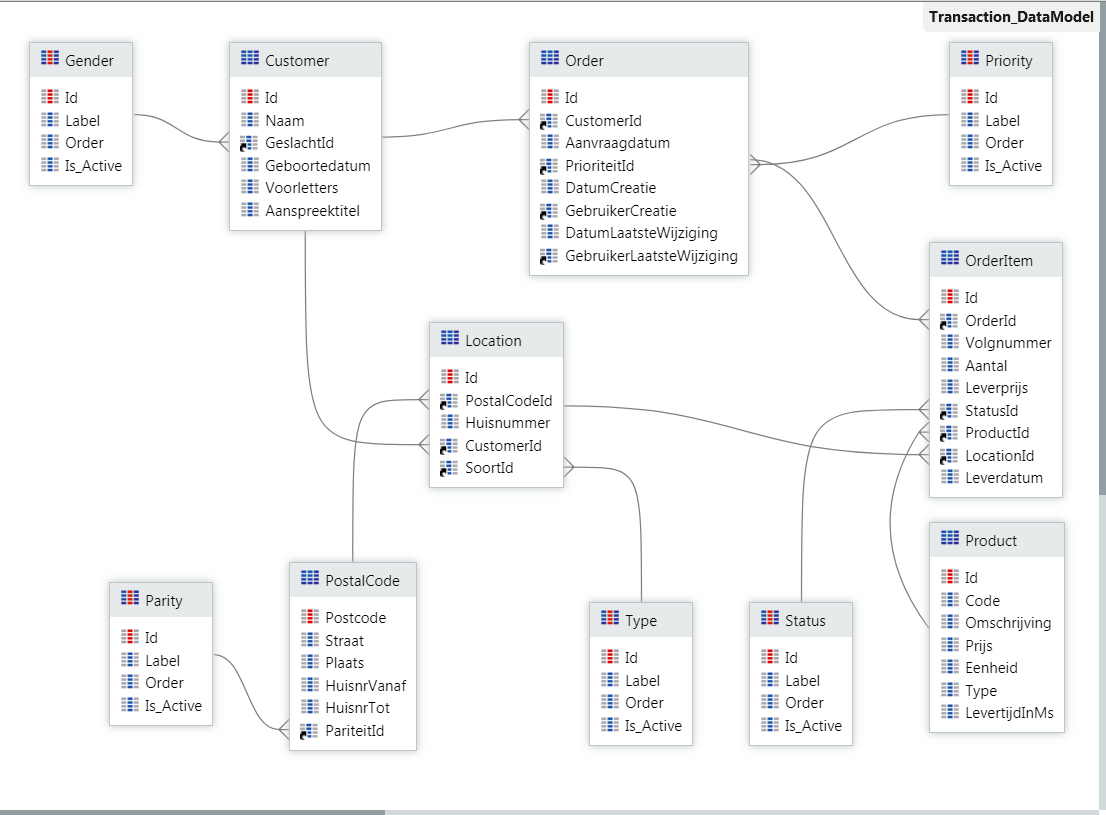 Transaction_DataModel
Gender
Id
Label
Order
Is_Active
Customer
Id
Naam
GeslachtId
Geboortedatum
Voorletters
Aanspreektitel
Order
Id
CustomerId
Aanvraagdatum
PrioriteitId
DatumCreatie
GebruikerCreatie
DatumLaatsteWijziging
GebruikerLaatsteWijziging
Priority
Id
Label
Order
Is_Active
OrderItem
Id
OrderId
Volgnummer
Aantal
Leverprijs
StatusId
ProductId
LocationId
Leverdatum
Location
Id
PostalCodeId
Huisnummer
CustomerId
SoortId
Parity
Id
Label
Order
Is_Active
PostalCode
Postcode
Straat
Plaats
HuisnrVanaf
HuisnrTot
PariteitId
Type
Id
Label
Order
Is_Active
Status
Id
Label
Order
Is_Active
Product
Id
Code
Omschrijving
Prijs
Eenheid
Type
LevertijdInMs